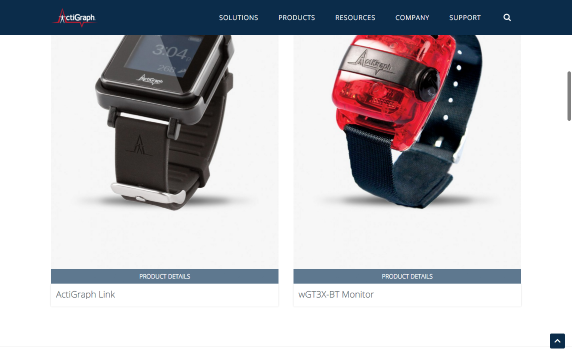 ActiGraph
SOLUTIONS
PRODUCTS
RESOURCES
COMPANY
SUPPORT
3:04
ActiGraph
ActiGraph
PRODUCT DETAILS
PRODUCT DETAILS
ActiGraph Link
wGT3X-BT Monitor